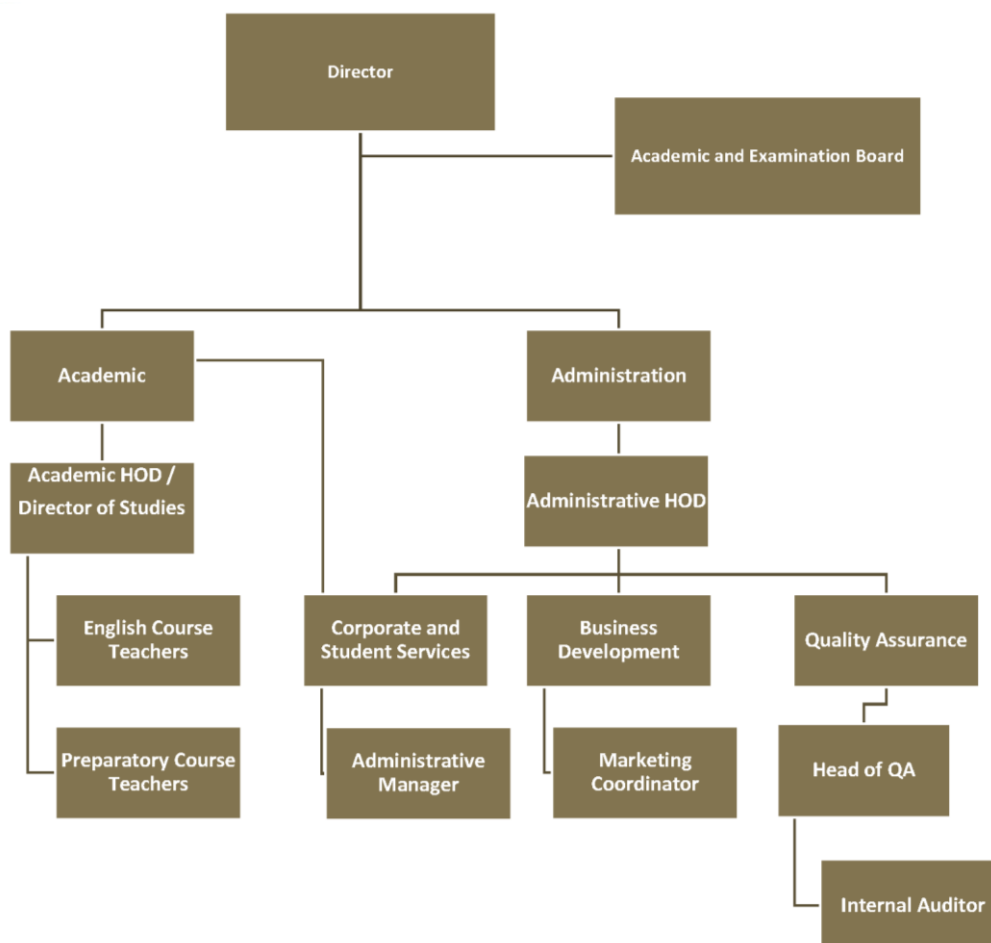 Director
Academic and Examination Board
Academic
Administration
Academic HOD /
Director of Studies
Administrative HOD
English Course
Teachers
Corporate and
Student Services
Business
Development
Quality Assurance
Preparatory Course
Teachers
Administrative
Manager
Marketing
Coordinator
Head of QA
Internal Auditor